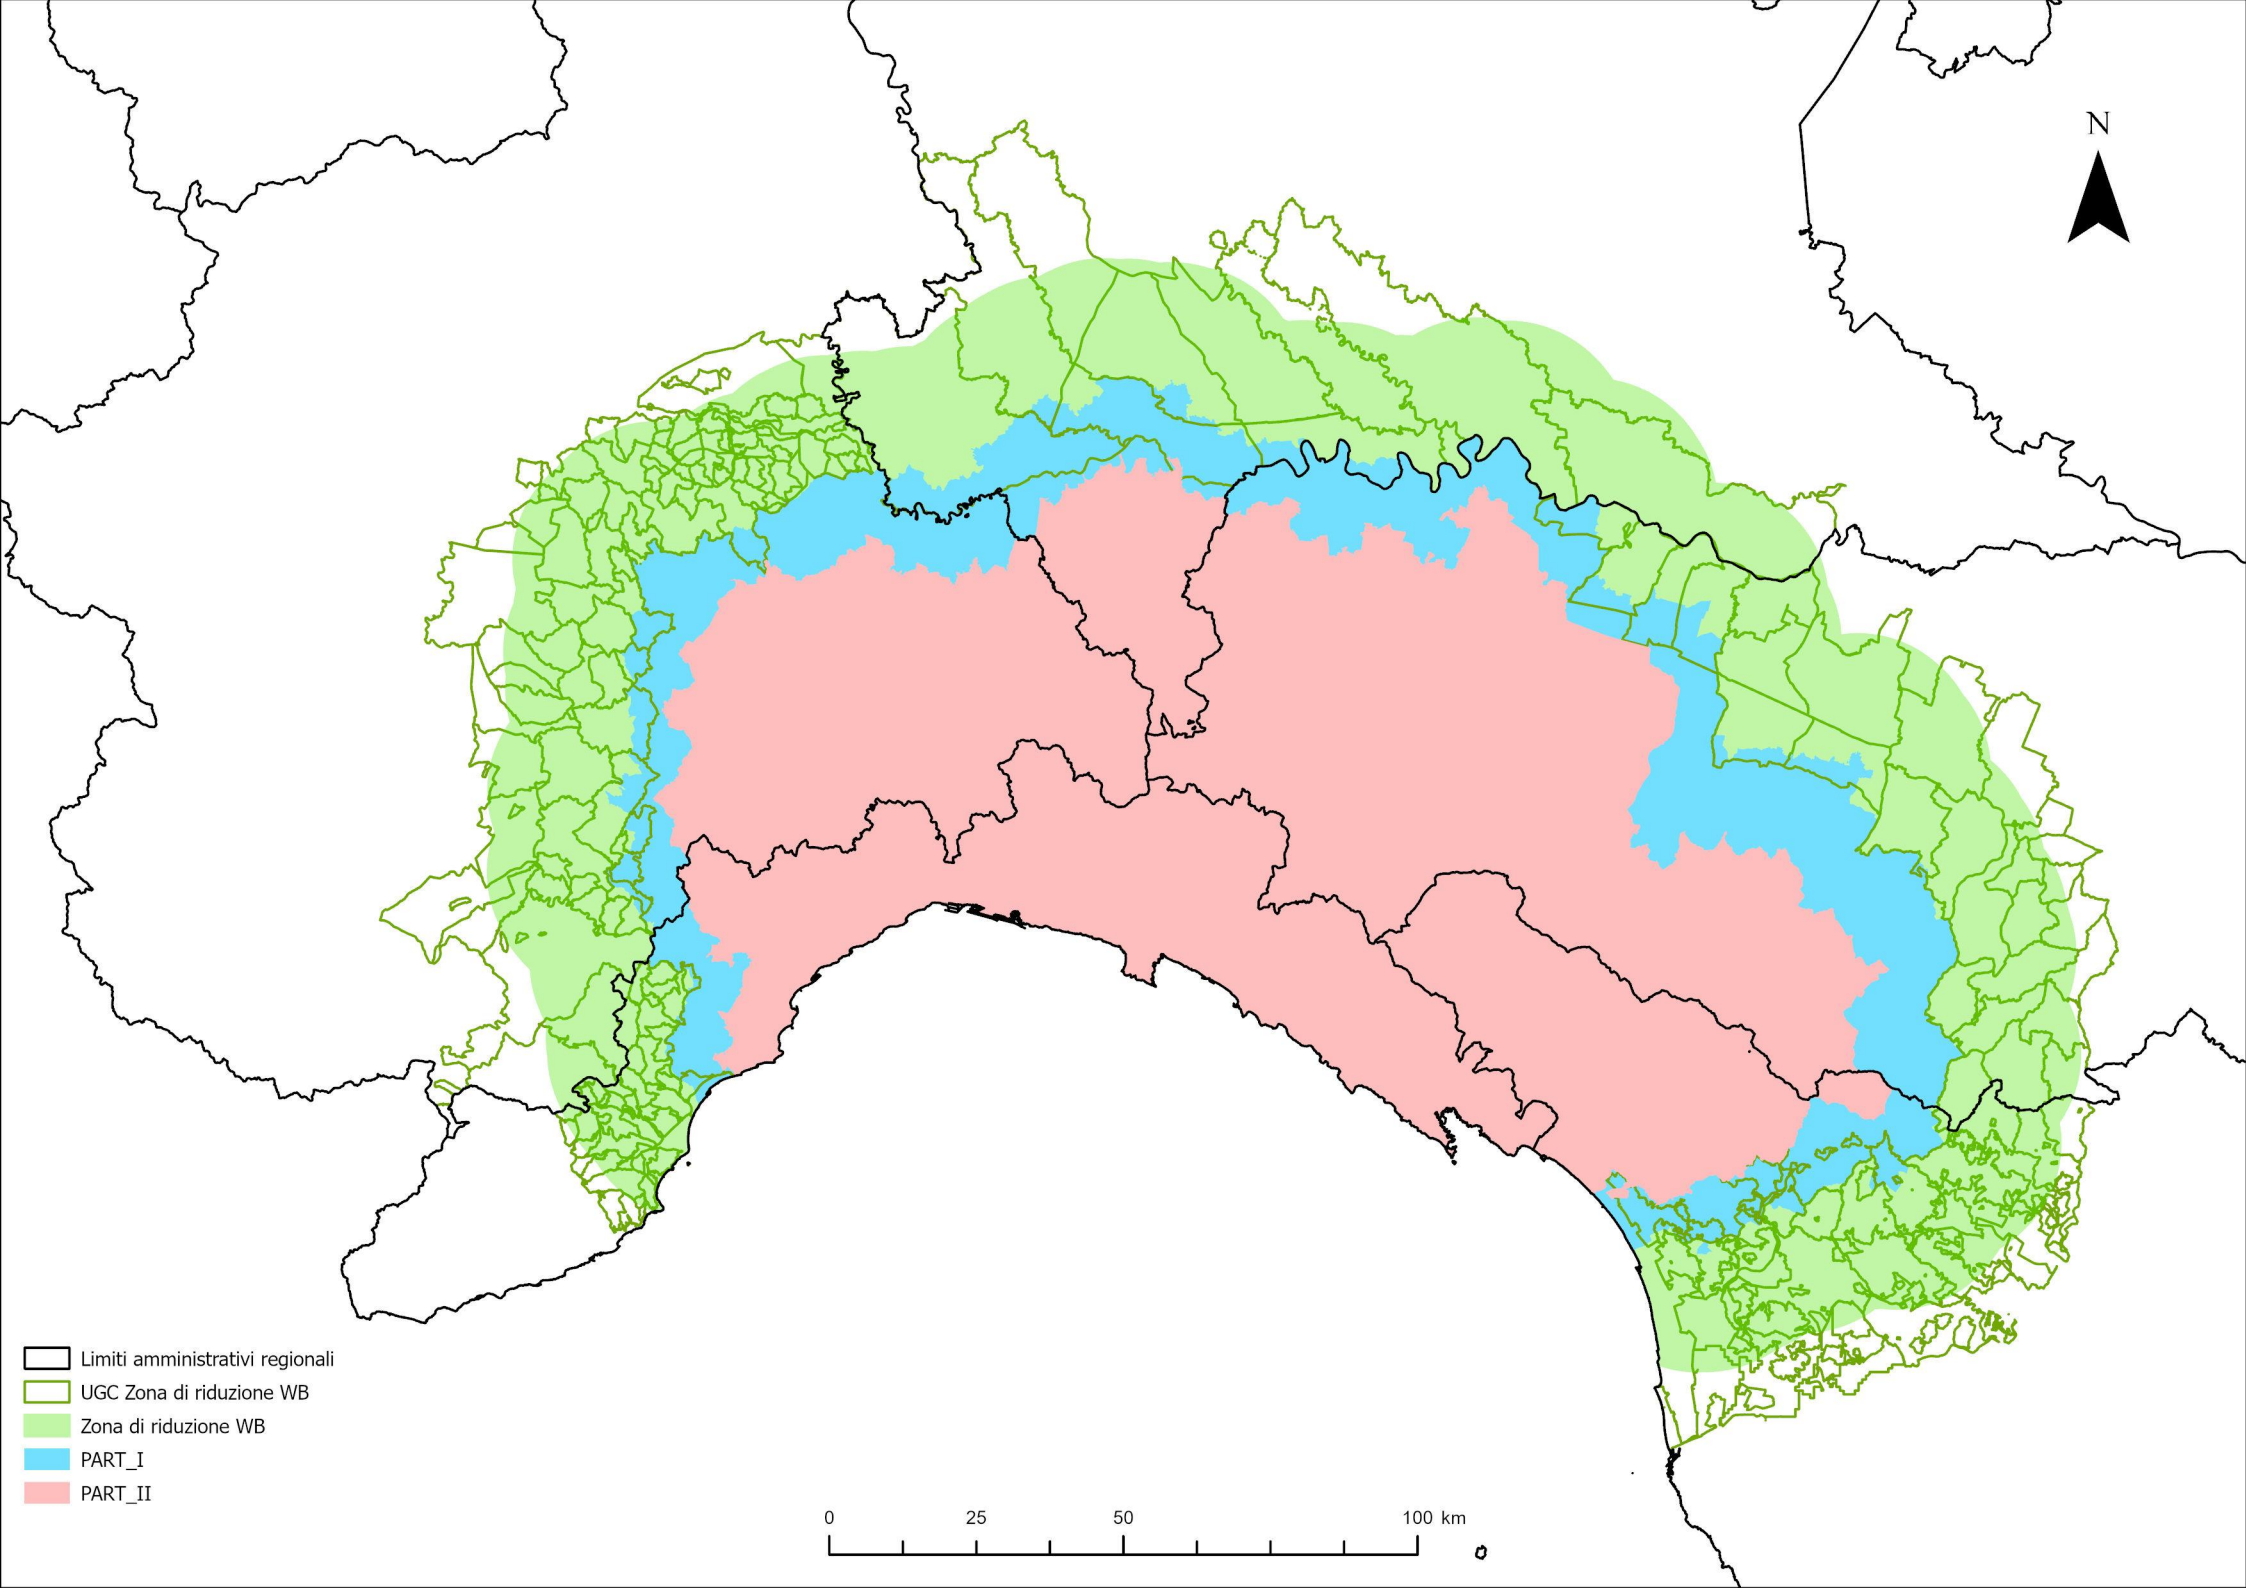 N
Limiti amministrativi regionali
UGC Zona di riduzione WB
Zona di riduzione WB
PART_I
PART_II
0 25 50 100 km